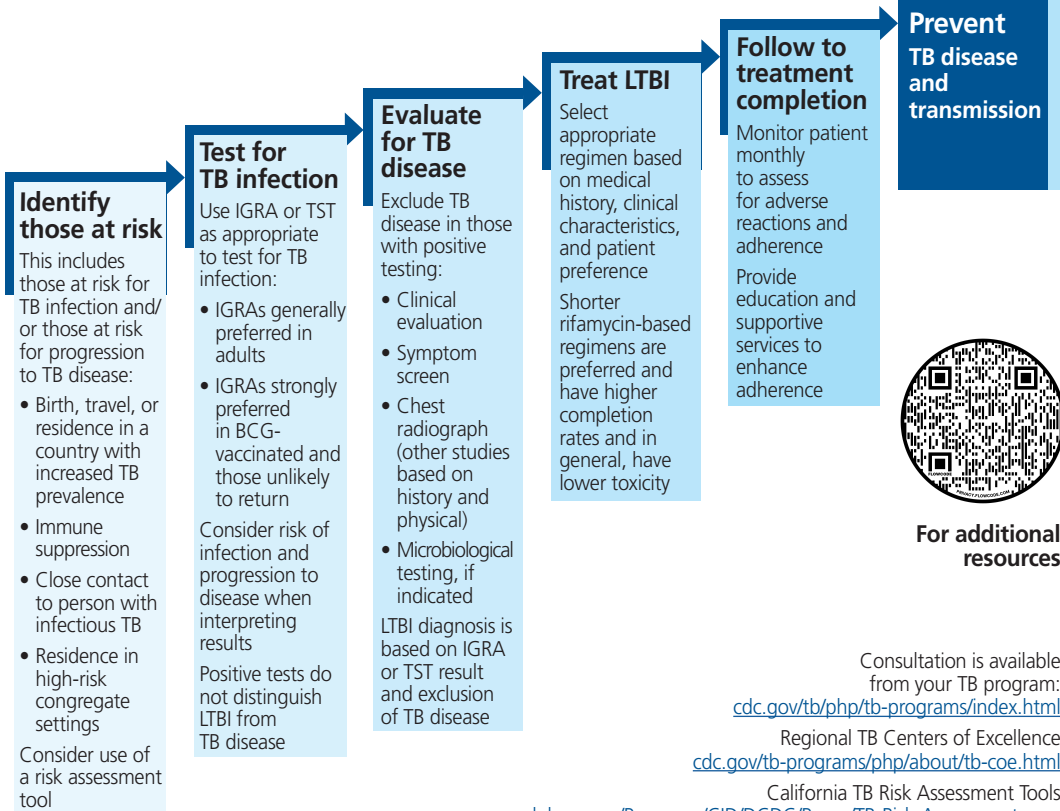 Identify
those at risk
This includes
those at risk for
TB infection and/
or those at risk
for progression
to TB disease:
• Birth, travel, or
residence in a
country with
increased TB
prevalence
• Immune
suppression
• Close contact
to person with
infectious TB
• Residence in
high-risk
congregate
settings
Consider use of
a risk assessment
tool
Test for
TB infection
Use IGRA or TST
as appropriate
to test for TB
infection:
• IGRAs generally
preferred in
adults
• IGRAs strongly
preferred
in BCG-
vaccinated and
those unlikely
to return
Consider risk of
infection and
progression to
disease when
interpreting
results
Positive tests do
not distinguish
LTBI from
TB disease
Evaluate
for TB
disease
Exclude TB
disease in those
with positive
testing:
• Clinical
evaluation
• Symptom
screen
• Chest
radiograph
(other studies
based on
history and
physical)
• Microbiological
testing, if
indicated
LTBI diagnosis is
based on IGRA
or TST result
and exclusion
of TB disease
Treat LTBI
Select
appropriate
regimen based
on medical
history, clinical
characteristics,
and patient
preference
Shorter
rifamycin-based
regimens are
preferred and
have higher
completion
rates and in
general, have
lower toxicity
Follow to
treatment
completion
Monitor patient
monthly
to assess
for adverse
reactions and
adherence
Provide
education and
supportive
services to
enhance
adherence
Prevent
TB disease
and
transmission
FLOWCODE
PRIVACY.FLOWCODE.COM
For additional
resources
Consultation is available
from your TB program:
cdc.gov/tb/php/tb-programs/index.html
Regional TB Centers of Excellence
cdc.gov/tb-programs/php/about/tb-coe.html
California TB Risk Assessment Tools